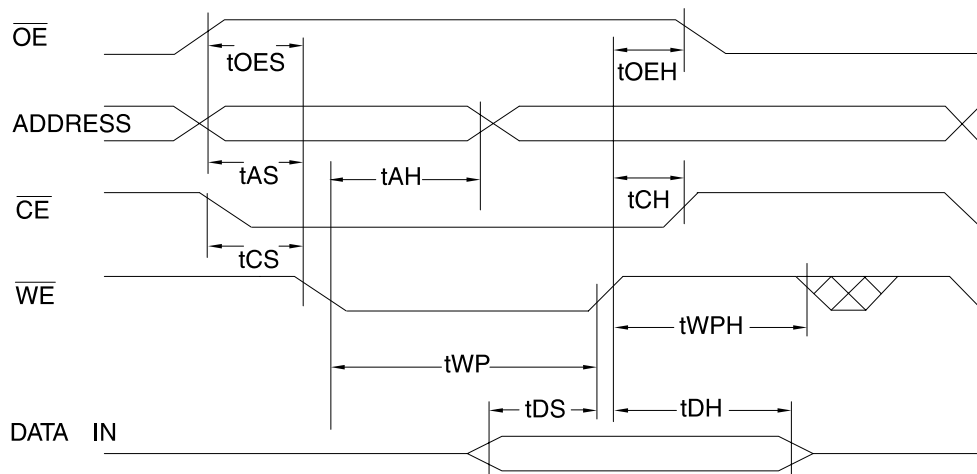 OE
tOES
tOEH
ADDRESS
tAS
tAH
tCH
CE
tCS
WE
tWPH
tWP
tDS
tDH
DATA IN